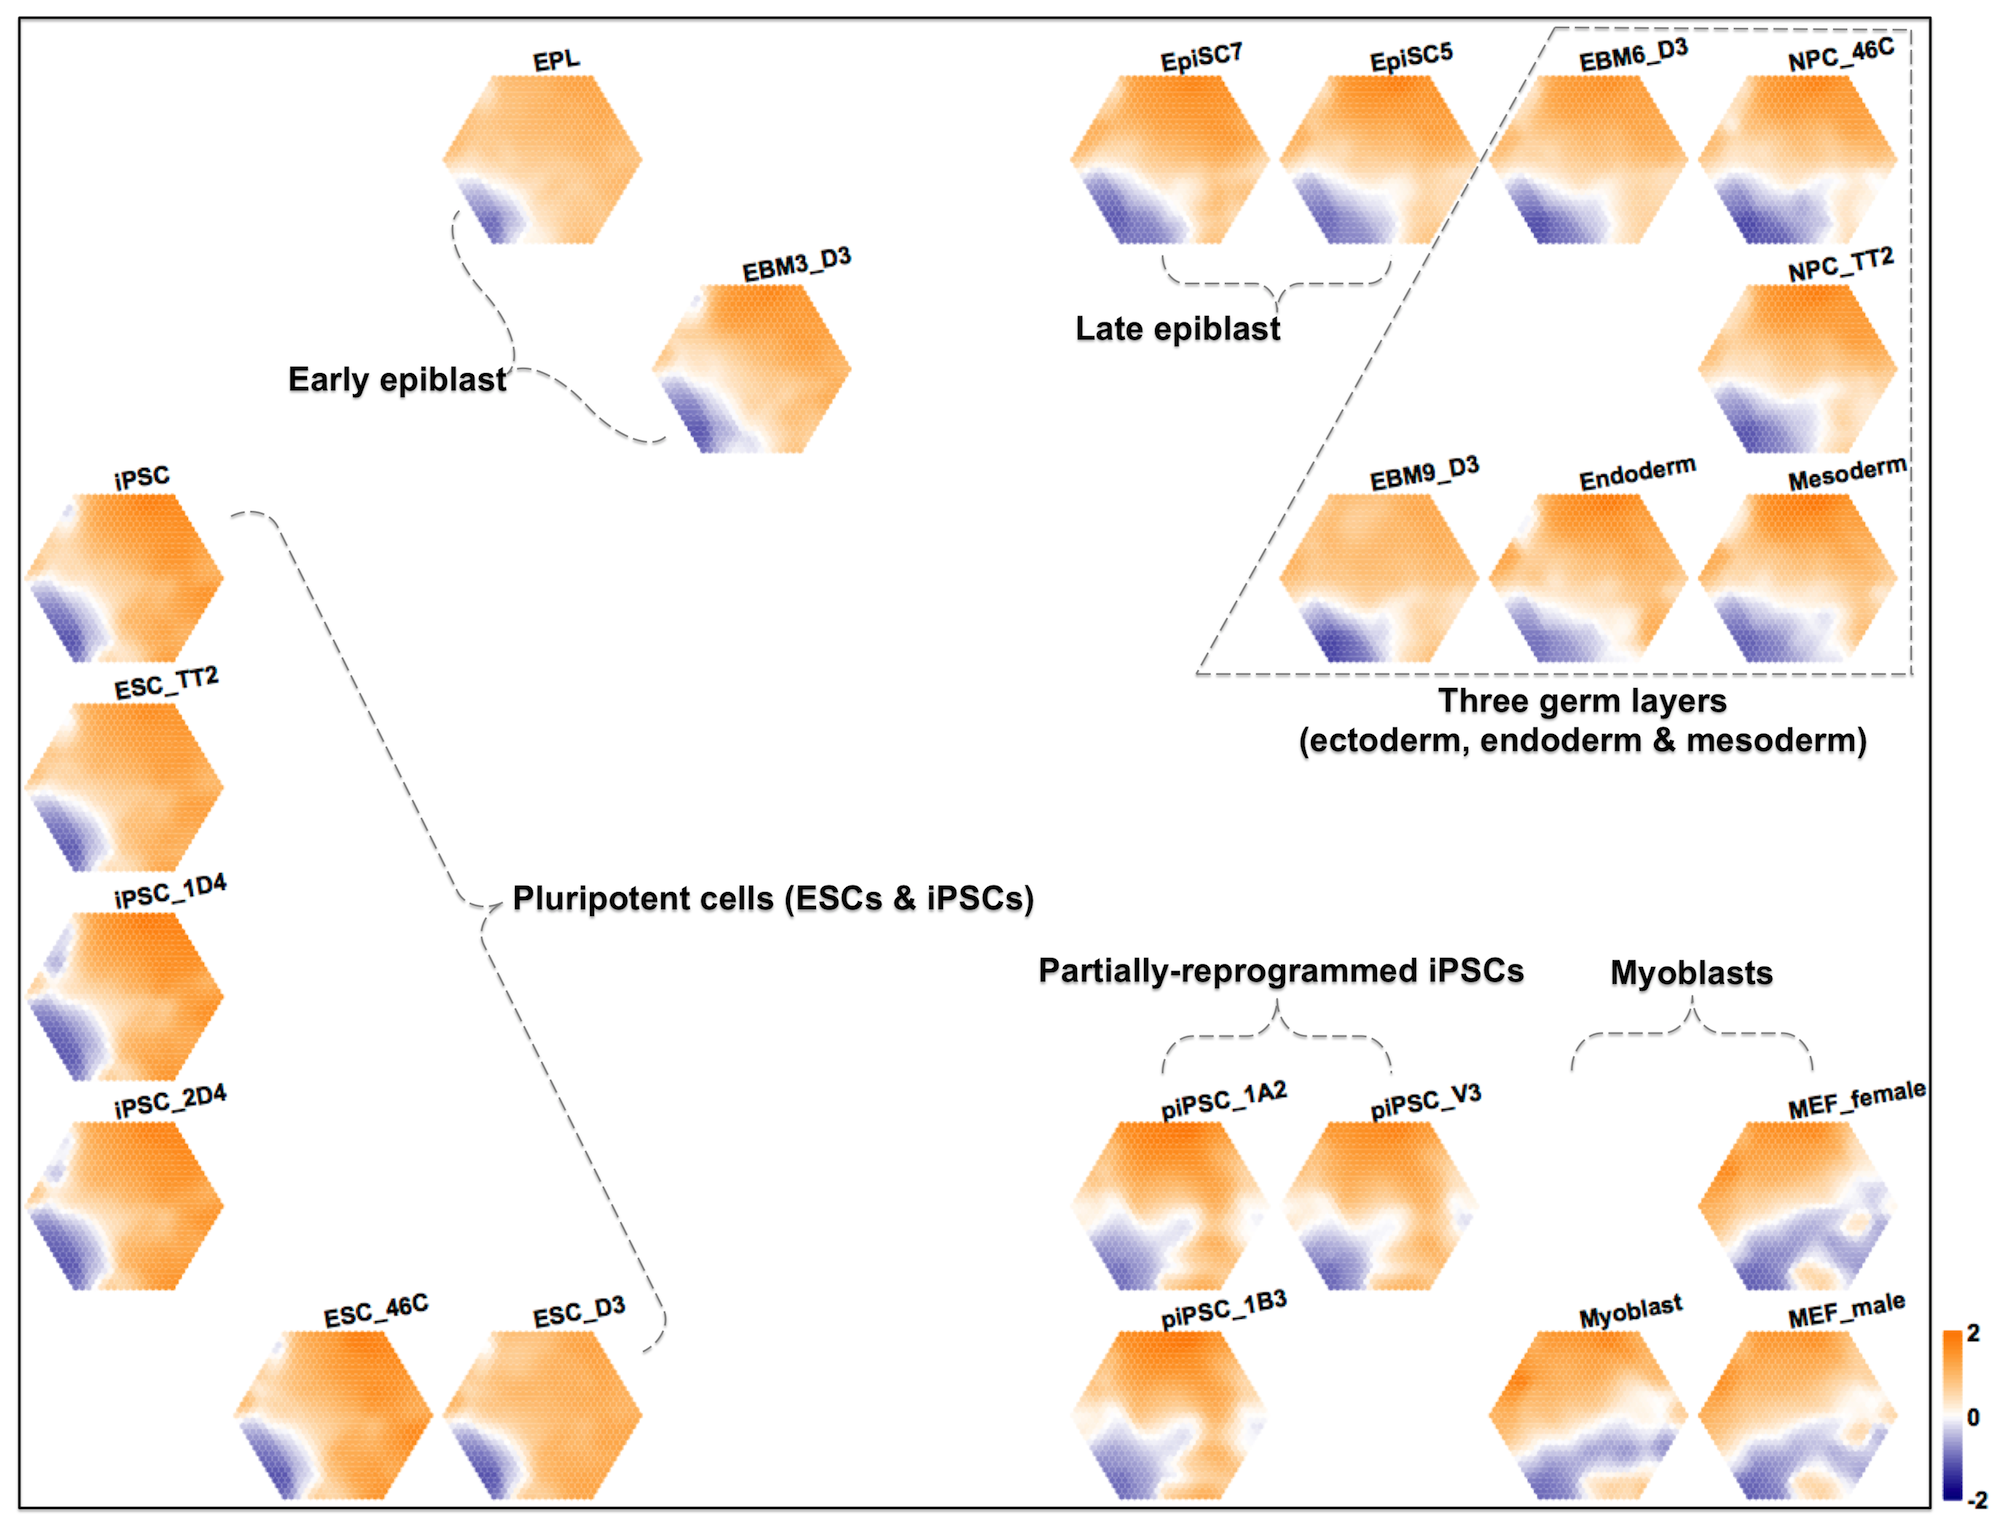 EPL
EpiSC7
EpiSC5
EBM6_D3
NPC_46C
EBM3_D3
NPC_TT2
Late epiblast
Early epiblast
iPSC
EBM9_D3
Endoderm
Mesoderm
ESC_TT2
Three germ layers
(ectoderm, endoderm & mesoderm)
iPSC_1D4
Pluripotent cells (ESCs & iPSCs)
Partially-reprogrammed iPSCs
Myoblasts
iPSC_2D4
piPSC_1A2
piPSC_V3
MEF_female
ESC_46C
ESC_D3
piPSC_1B3
Myoblast
MEF_male
2
0
-2